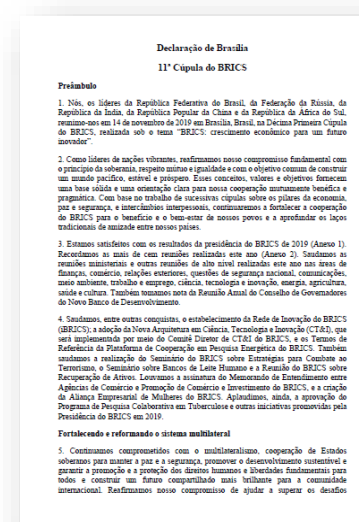 Declaração de Brasília
11ª Cúpula do BRICS
Preâmbulo
1. Nós, os líderes da República Federativa do Brasil, da Federação da Rússia, da
República da Índia, da República Popular da China e da República da África do Sul,
reunimo-nos em 14 de novembro de 2019 em Brasília, Brasil, na Décima Primeira Cúpula
do BRICS, realizada sob o tema “BRICS: crescimento econômico para um futuro
inovador”.
2. Como líderes de nações vibrantes, reafirmamos nosso compromisso fundamental com
o princípio da soberania, respeito mútuo e igualdade e com o objetivo comum de construir
um mundo pacífico, estável e próspero. Esses conceitos, valores e objetivos fornecem
uma base sólida e uma orientação clara para nossa cooperação mutuamente benéfica e
pragmática. Com base no trabalho de sucessivas cúpulas sobre os pilares da economia,
paz e segurança, e intercâmbios interpessoais, continuaremos a fortalecer a cooperação
do BRICS para o benefício e o bem-estar de nossos povos e a aprofundar os laços
tradicionais de amizade entre nossos países.
3. Estamos satisfeitos com os resultados da presidência do BRICS de 2019 (Anexo 1).
Recordamos as mais de cem reuniões realizadas este ano (Anexo 2). Saudamos as
reuniões ministeriais e outras reuniões de alto nível realizadas este ano nas áreas de
finanças, comércio, relações exteriores, questões de segurança nacional, comunicações,
meio ambiente, trabalho e emprego, ciência, tecnologia e inovação, energia, agricultura,
saúde e cultura. Também tomamos nota da Reunião Anual do Conselho de Governadores
do Novo Banco de Desenvolvimento.
4. Saudamos, entre outras conquistas, o estabelecimento da Rede de Inovação do BRICS
(iBRICS); a adoção da Nova Arquitetura em Ciência, Tecnologia e Inovação (CT&I), que
será implementada por meio do Comitê Diretor de CT&I do BRICS, e os Termos de
Referência da Plataforma de Cooperação em Pesquisa Energética do BRICS. Também
saudamos a realização do Seminário do BRICS sobre Estratégias para Combate ao
Terrorismo, o Seminário sobre Bancos de Leite Humano e a Reunião do BRICS sobre
Recuperação de Ativos. Louvamos a assinatura do Memorando de Entendimento entre
Agências de Comércio e Promoção de Comércio e Investimento do BRICS, e a criação
da Aliança Empresarial de Mulheres do BRICS. Aplaudimos, ainda, a aprovação do
Programa de Pesquisa Colaborativa em Tuberculose e outras iniciativas promovidas pela
Presidência do BRICS em 2019.
Fortalecendo e reformando o sistema multilateral
5. Continuamos comprometidos com o multilateralismo, cooperação de Estados
soberanos para manter a paz e a segurança, promover o desenvolvimento sustentável e
garantir a promoção e a proteção dos direitos humanos e liberdades fundamentais para
todos e construir um futuro compartilhado mais brilhante para a comunidade
internacional. Reafirmamos nosso compromisso de ajudar a superar os desafios